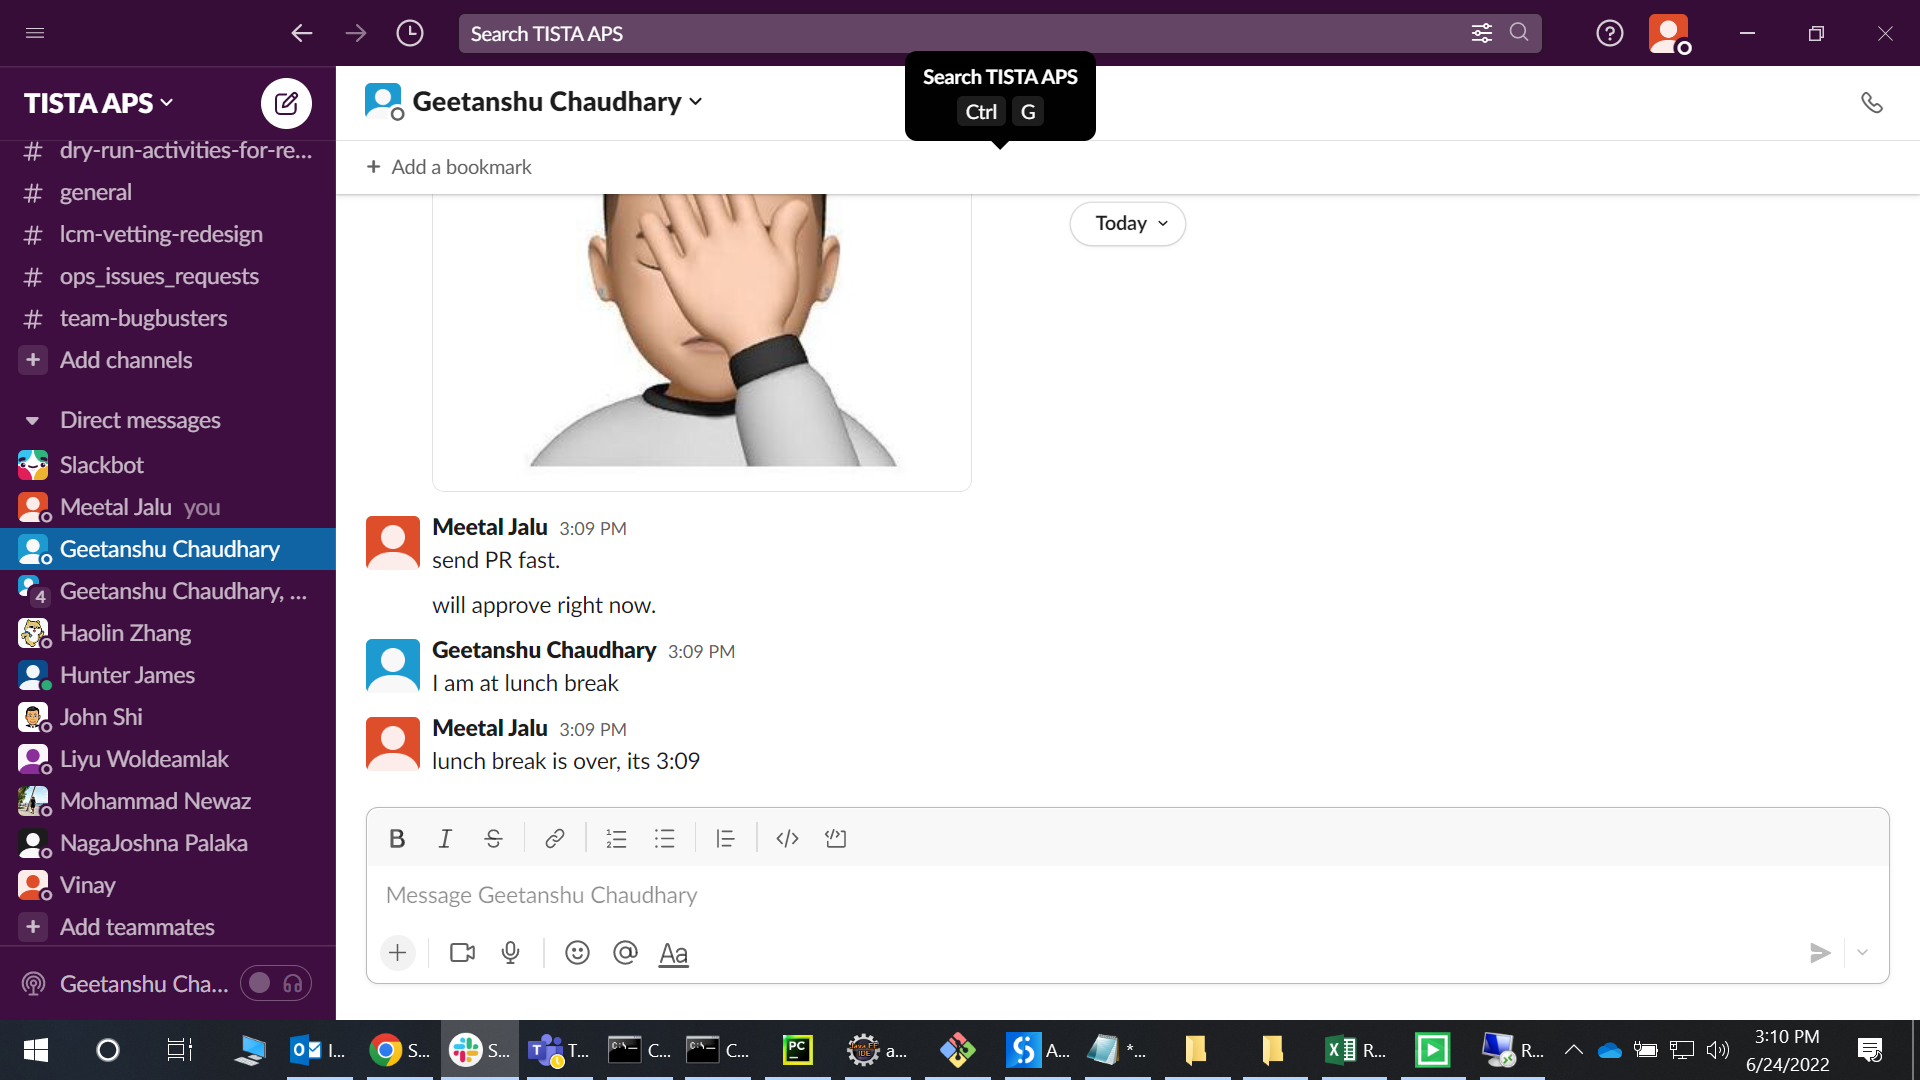 Search TISTA APS
Search TISTA APS
Ctrl G
TISTA APS
# dry-run-activities-for-re...
# general
# lcm-vetting-redesign
# ops_issues_requests
# team-bugbusters
+ Add channels
Direct messages
Slackbot
Meetal Jalu you
Geetanshu Chaudhary
4 Geetanshu Chaudhary, ...
Haolin Zhang
Hunter James
John Shi
Liyu Woldeamlak
Mohammad Newaz
NagaJoshna Palaka
Vinay
+ Add teammates
Geetanshu Cha...
Geetanshu Chaudhary
+ Add a bookmark
Today
Meetal Jalu 3:09 PM
send PR fast.
will approve right now.
Geetanshu Chaudhary 3:09 PM
I am at lunch break
Meetal Jalu 3:09 PM
lunch break is over, its 3:09
B I S
Message Geetanshu Chaudhary
+ @ Aa
I... S... S... T... C... C... PC a... A... *... R... R...
3:10 PM
6/24/2022